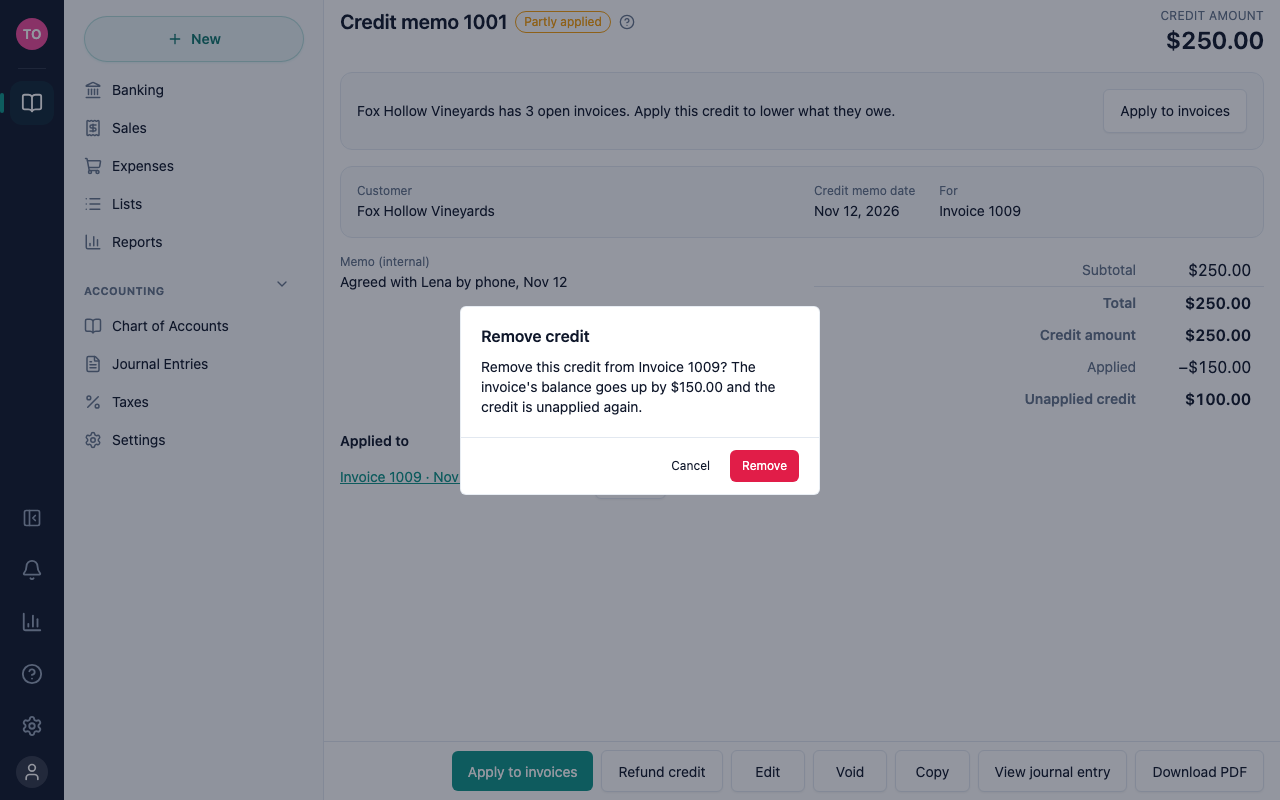 TO
New
Banking
Sales
Expenses
Lists
Reports
ACCOUNTING
Chart of Accounts
Journal Entries
Taxes
Settings
Credit memo 1001
Partly applied
CREDIT AMOUNT
$250.00
Fox Hollow Vineyards has 3 open invoices. Apply this credit to lower what they owe.
Apply to invoices
Customer
Fox Hollow Vineyards
Credit memo date
Nov 12, 2026
For
Invoice 1009
Memo (internal)
Agreed with Lena by phone, Nov 12
Subtotal $250.00
Total $250.00
Credit amount $250.00
Applied –$150.00
Unapplied credit $100.00
Applied to
Invoice 1009 · Nov
Remove credit
Remove this credit from Invoice 1009? The
invoice's balance goes up by $150.00 and the
credit is unapplied again.
Cancel
Remove
Apply to invoices
Refund credit
Edit
Void
Copy
View journal entry
Download PDF